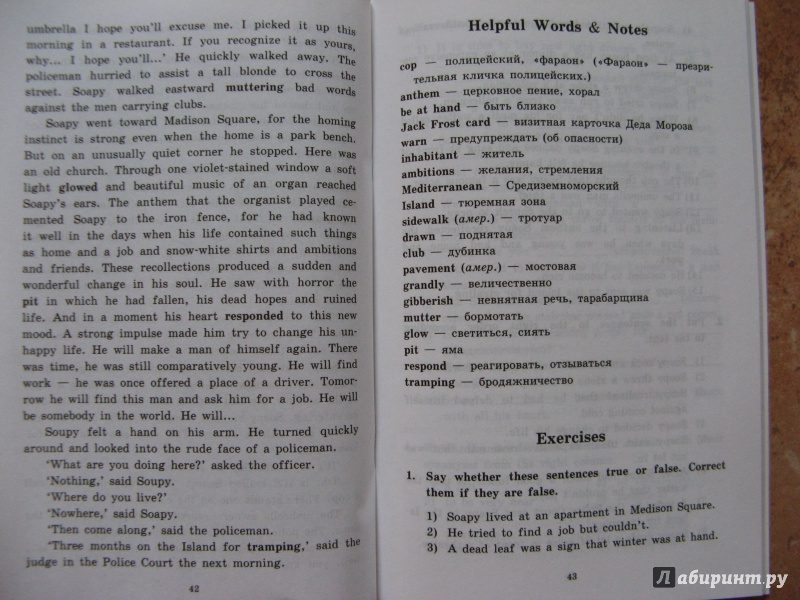 umbrella I hope you'll excuse me. I picked it up this
morning in a restaurant. If you recognize it as yours,
why... I hope you'll...' He quickly walked away. The
policeman hurried to assist a tall blonde to cross the
street. Soapy walked eastward muttering bad words
against the men carrying clubs.
Soapy went toward Madison Square, for the homing
instinct is strong even when the home is a park bench.
But on an unusually quiet corner he stopped. Here was
an old church. Through one violet-stained window a soft
light glowed and beautiful music of an organ reached
Soapy's ears. The anthem that the organist played ce-
mented Soapy to the iron fence, for he had known
it well in the days when his life contained such things
as home and a job and snow-white shirts and ambitions
and friends. These recollections produced a sudden and
wonderful change in his soul. He saw with horror the
pit in which he had fallen, his dead hopes and ruined
life. And in a moment his heart responded to this new
mood. A strong impulse made him try to change his un-
happy life. He will make a man of himself again. There
was time, he was still comparatively young. He will find
work — he was once offered a place of a driver. Tomor-
row he will find this man and ask him for a job. He will
be somebody in the world. He will...
Soupy felt a hand on his arm. He turned quickly
around and looked into the rude face of a policeman.
'What are you doing here?' asked the officer.
'Nothing,' said Soupy.
'Where do you live?'
'Nowhere,' said Soapy.
'Then come along,' said the policeman.
'Three months on the Island for tramping,' said the
judge in the Police Court the next morning.
42
Helpful Words & Notes
cop — полицейский, «фараон» («Фараон» — презри-
тельная кличка полицейских.)
anthem — церковное пение, хорал
be at hand — быть близко
Jack Frost card — визитная карточка Деда Мороза
warn — предупреждать (об опасности)
inhabitant — житель
ambitions — желания, стремления
Mediterranean — Средиземноморский
Island — тюремная зона
sidewalk (амер.) — тротуар
drawn — поднятая
club — дубинка
pavement (амер.) — мостовая
grandly — величественно
gibberish — невнятная речь, тарабарщина
mutter — бормотать
glow — светиться, сиять
pit — яма
respond — реагировать, отзываться
tramping — бродяжничество
Exercises
1. Say whether these sentences true or false. Correct
them if they are false.
1) Soapy lived at an apartment in Medison Square.
2) He tried to find a job but couldn't.
3) A dead leaf was a sign that winter was at hand.
43
Лабиринт.ру